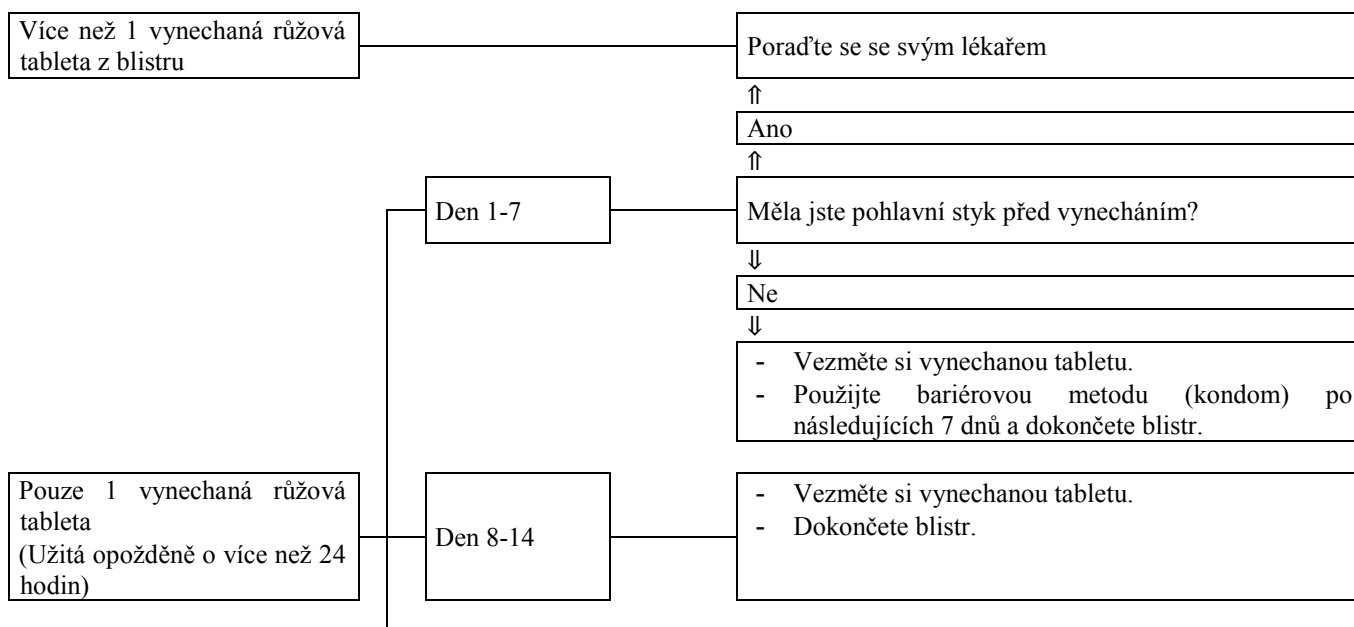 Více než 1 vynechaná růžová
tableta z blistru
Poraďte se se svým lékařem
⇑
Ano
⇑
Den 1-7
Měla jste pohlavní styk před vynecháním?
⇓
Ne
⇓
- Vezměte si vynechanou tabletu.
- Použijte bariérovou metodu (kondom) po
následujících 7 dnů a dokončete blistr.
Pouze 1 vynechaná růžová
tableta
(Užitá opožděně o více než 24
hodin)
Den 8-14
- Vezměte si vynechanou tabletu.
- Dokončete blistr.